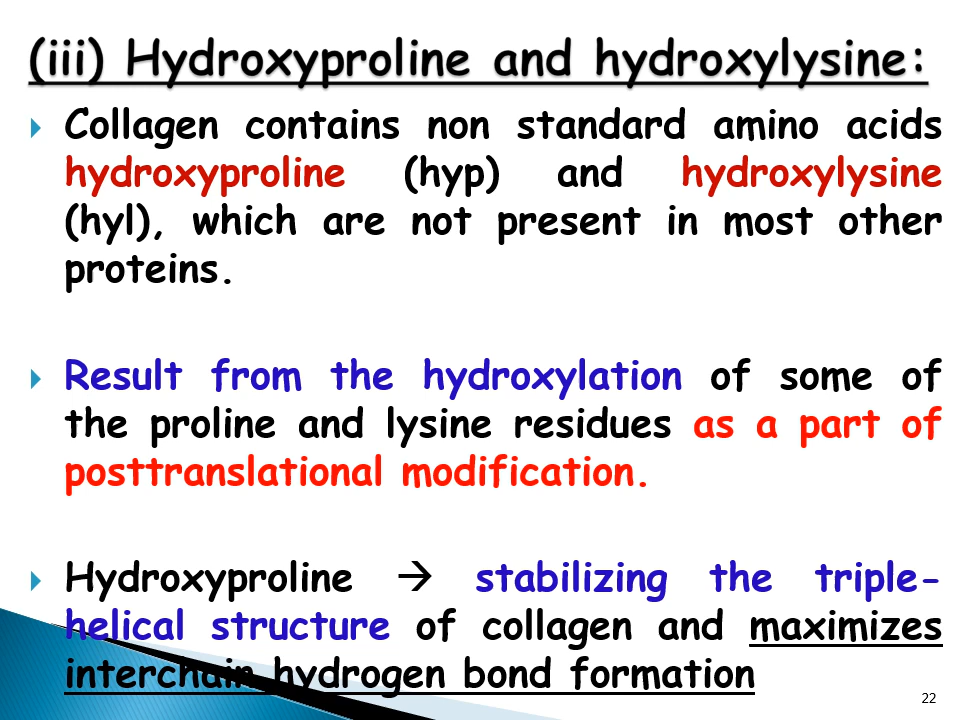 (iii) Hydroxyproline and hydroxylysine:
Collagen contains non standard amino acids
hydroxyproline (hyp) and hydroxylysine
(hyl), which are not present in most other
proteins.
Result from the hydroxylation of some of
the proline and lysine residues as a part of
posttranslational modification.
Hydroxyproline → stabilizing the triple-
helical structure of collagen and maximizes
interchain hydrogen bond formation
22